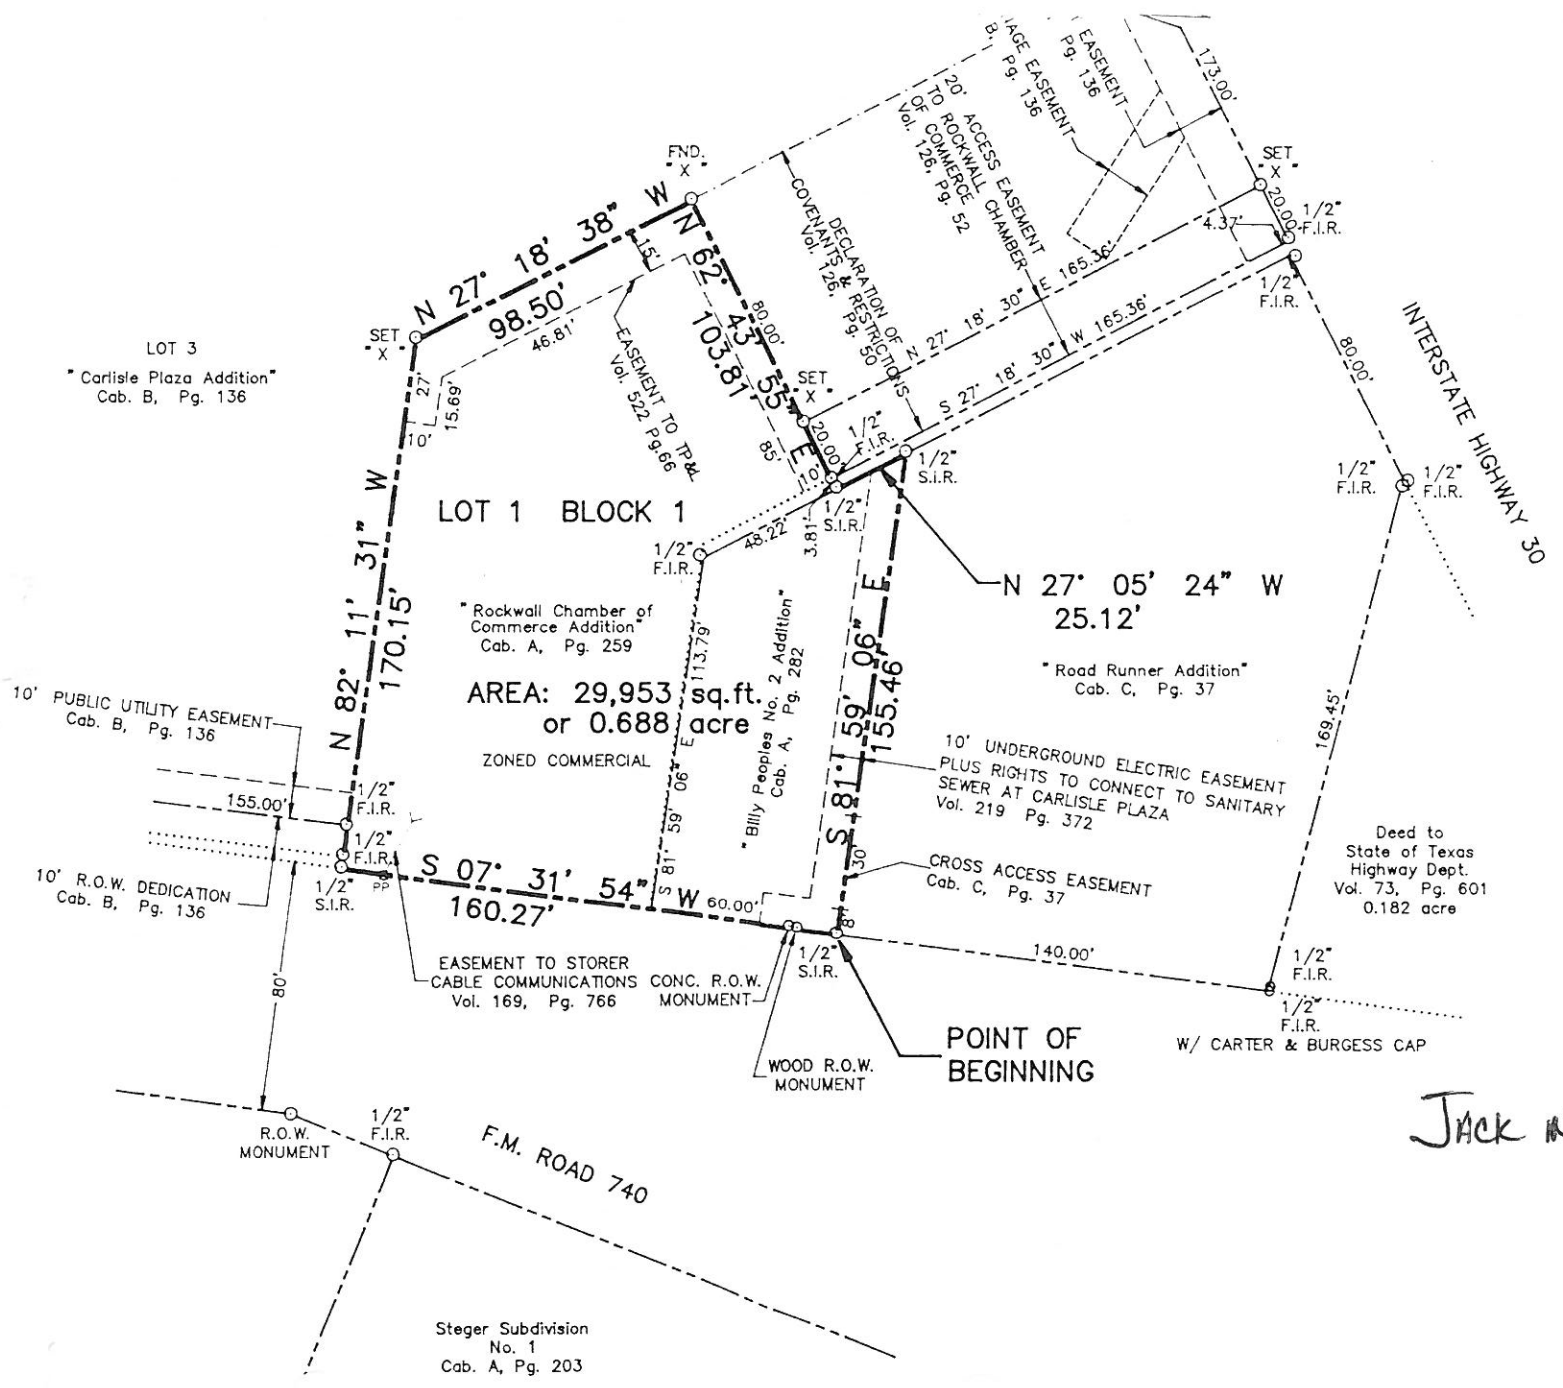 AGE EASEMENT
B, Pg. 136
EASEMENT
Pg. 136
173.00'
20' ACCESS EASEMENT
TO ROCKWALL CHAMBER
OF COMMERCE
Vol. 126, Pg. 52
FND.
"X"
SET
"X"
20.00'
1/2"
F.I.R.
4.37'
1/2"
F.I.R.
N 27° 18' 38" W
98.50'
15'
46.81'
N 62° 43' 55" E
103.81'
80.00'
DECLARATION OF
COVENANTS & RESTRICTIONS
Vol. 126, Pg. 50
N 27° 18' 30" E 165.36'
S 27° 18' 30" W 165.36'
INTERSTATE HIGHWAY 30
80.00'
SET
"X"
LOT 3
"Carlisle Plaza Addition"
Cab. B, Pg. 136
27'
15.69'
10'
EASEMENT TO TP&L
Vol. 522 Pg.66
85'
SET
"X"
20.00'
1/2"
F.I.R.
10'
1/2"
S.I.R.
1/2"
S.I.R.
1/2"
F.I.R.
1/2"
F.I.R.
LOT 1 BLOCK 1
1/2"
F.I.R.
48.22'
3.81'
N 82° 11' 31" W
170.15'
N 27° 05' 24" W
25.12'
"Rockwall Chamber of
Commerce Addition"
Cab. A, Pg. 259
S 81° 59' 06" E 113.79'
"Billy Peoples No. 2 Addition"
Cab. A, Pg. 282
S 81° 59' 06" E
155.46'
"Road Runner Addition"
Cab. C, Pg. 37
169.45'
AREA: 29,953 sq.ft.
or 0.688 acre
ZONED COMMERCIAL
10' PUBLIC UTILITY EASEMENT
Cab. B, Pg. 136
10' UNDERGROUND ELECTRIC EASEMENT
PLUS RIGHTS TO CONNECT TO SANITARY
SEWER AT CARLISLE PLAZA
Vol. 219 Pg. 372
155.00'
1/2"
F.I.R.
1/2"
F.I.R.
1/2"
S.I.R.
PP
10' R.O.W. DEDICATION
Cab. B, Pg. 136
S 07° 31' 54" W
160.27'
60.00'
30'
8'
CROSS ACCESS EASEMENT
Cab. C, Pg. 37
Deed to
State of Texas
Highway Dept.
Vol. 73, Pg. 601
0.182 acre
EASEMENT TO STORER
CABLE COMMUNICATIONS
Vol. 169, Pg. 766
CONC. R.O.W.
MONUMENT
1/2"
S.I.R.
140.00'
1/2"
F.I.R.
1/2"
F.I.R.
W/ CARTER & BURGESS CAP
80'
WOOD R.O.W.
MONUMENT
POINT OF
BEGINNING
R.O.W.
MONUMENT
1/2"
F.I.R.
F.M. ROAD 740
JACK
Steger Subdivision
No. 1
Cab. A, Pg. 203